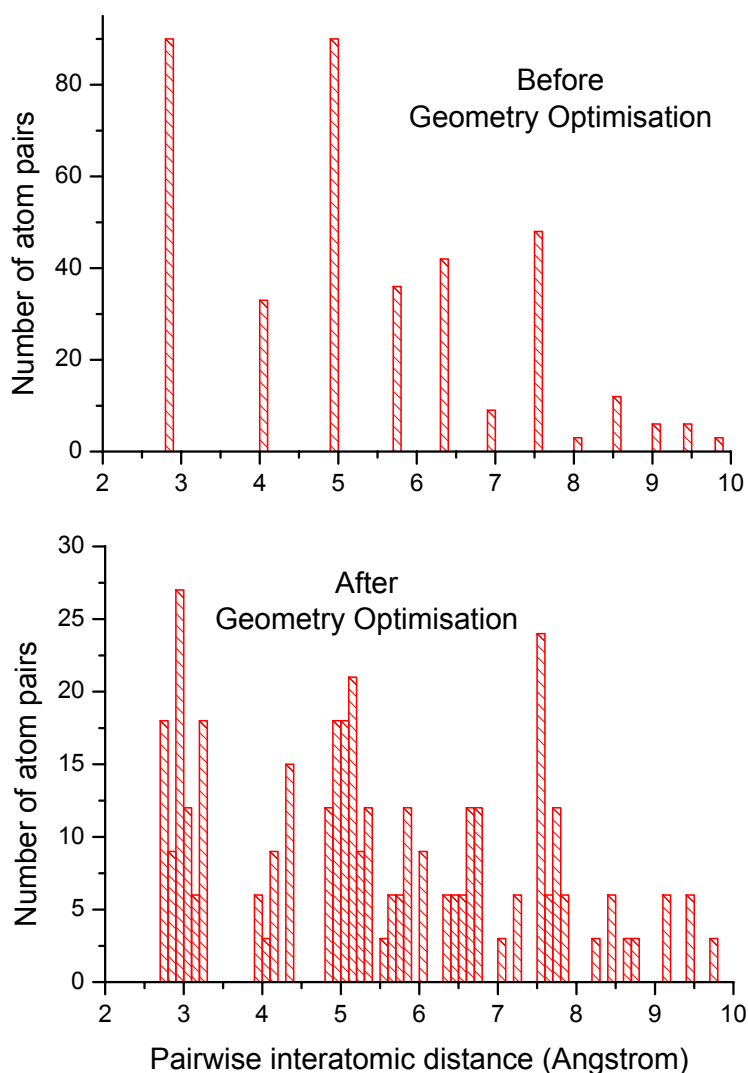 Before
Geometry Optimisation
Number of atom pairs
80
60
40
20
0
2 3 4 5 6 7 8 9 10
After
Geometry Optimisation
Number of atom pairs
30
25
20
15
10
5
0
2 3 4 5 6 7 8 9 10
Pairwise interatomic distance (Angstrom)